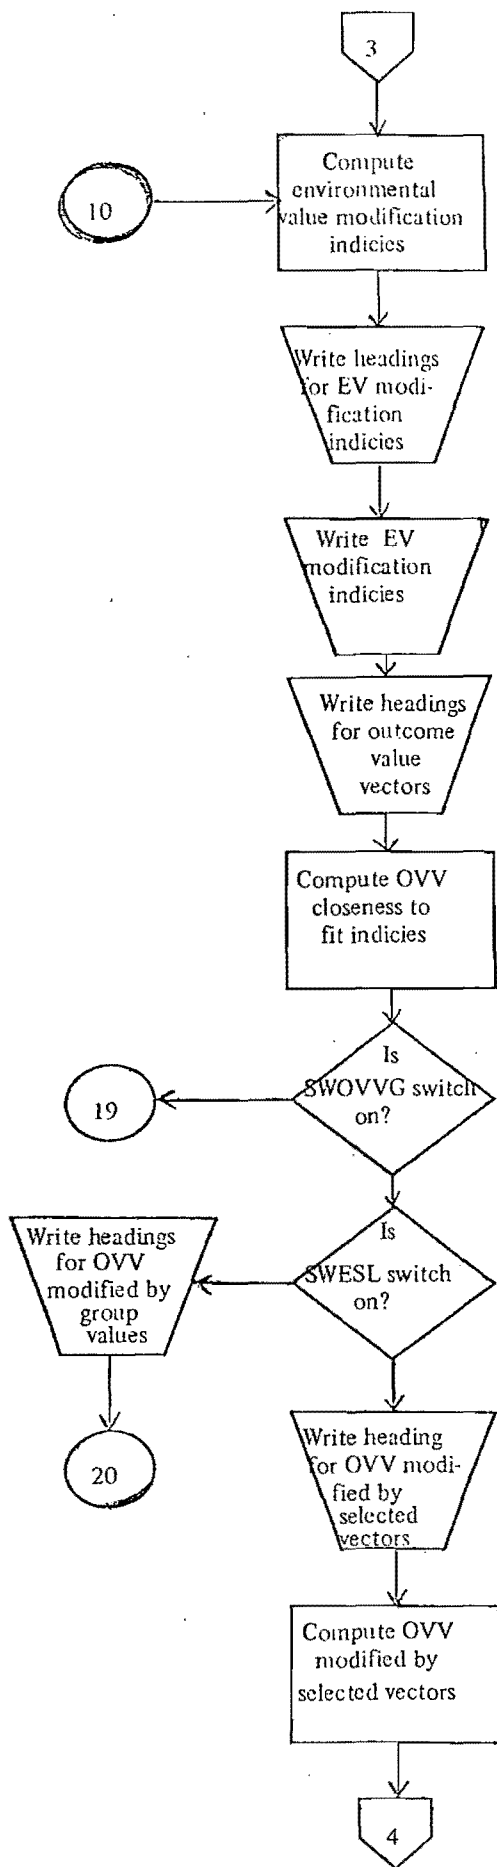 3
10
Compute
environmental
value modification
indicies
Write headings
for EV modi-
fication
indicies
Write EV
modification
indicies
Write headings
for outcome
value
vectors
Compute OVV
closeness to
fit indicies
Is
SWOVVG switch
on?
19
Is
SWESL switch
on?
Write headings
for OVV
modified by
group
values
20
Write heading
for OVV modi-
fied by
selected
vectors
Compute OVV
modified by
selected vectors
4